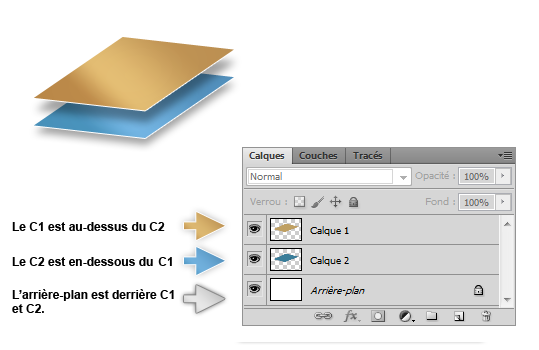 Calques Couches Tracés
Normal Opacité : 100%
Verrou : Fond : 100%
Le C1 est au-dessus du C2
Calque 1
Le C2 est en-dessous du C1
Calque 2
L'arrière-plan est derrière C1
et C2.
Arrière-plan
fx